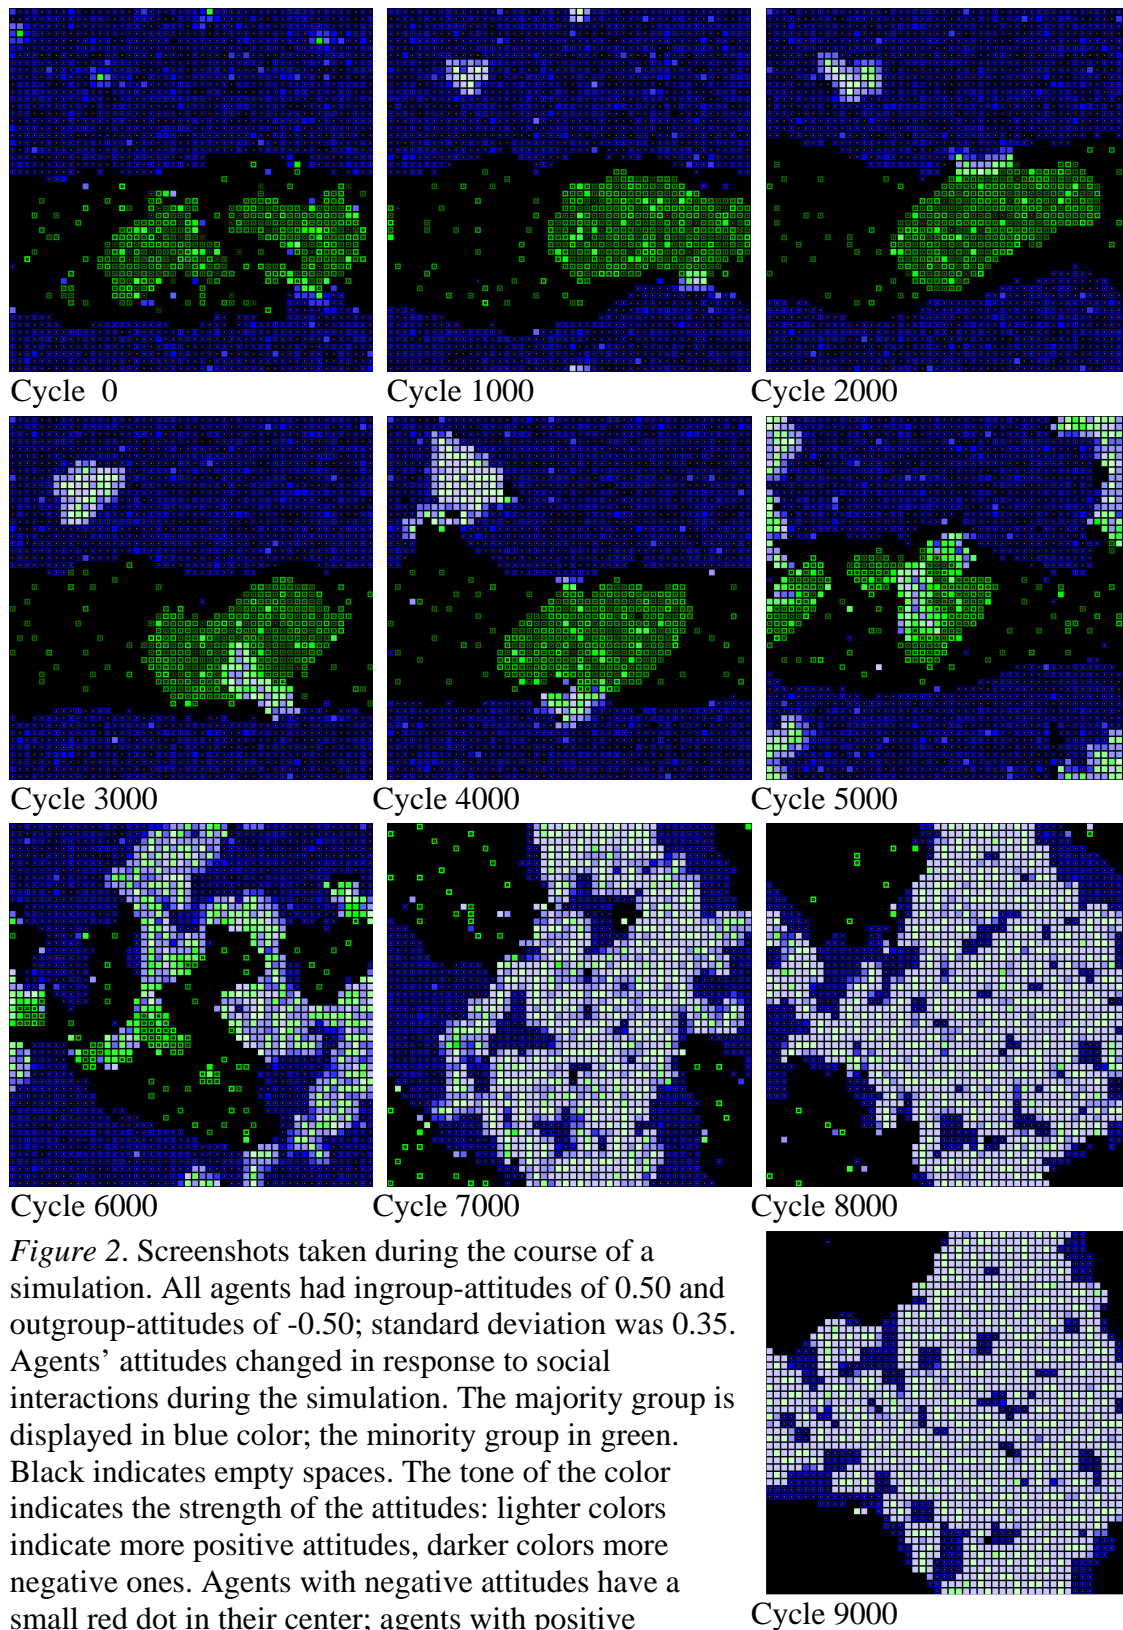 Cycle 0
Cycle 1000
Cycle 2000
Cycle 3000
Cycle 4000
Cycle 5000
Cycle 6000
Cycle 7000
Cycle 8000
Figure 2. Screenshots taken during the course of a
simulation. All agents had ingroup-attitudes of 0.50 and
outgroup-attitudes of -0.50; standard deviation was 0.35.
Agents’ attitudes changed in response to social
interactions during the simulation. The majority group is
displayed in blue color; the minority group in green.
Black indicates empty spaces. The tone of the color
indicates the strength of the attitudes: lighter colors
indicate more positive attitudes, darker colors more
negative ones. Agents with negative attitudes have a
small red dot in their center; agents with positive
Cycle 9000